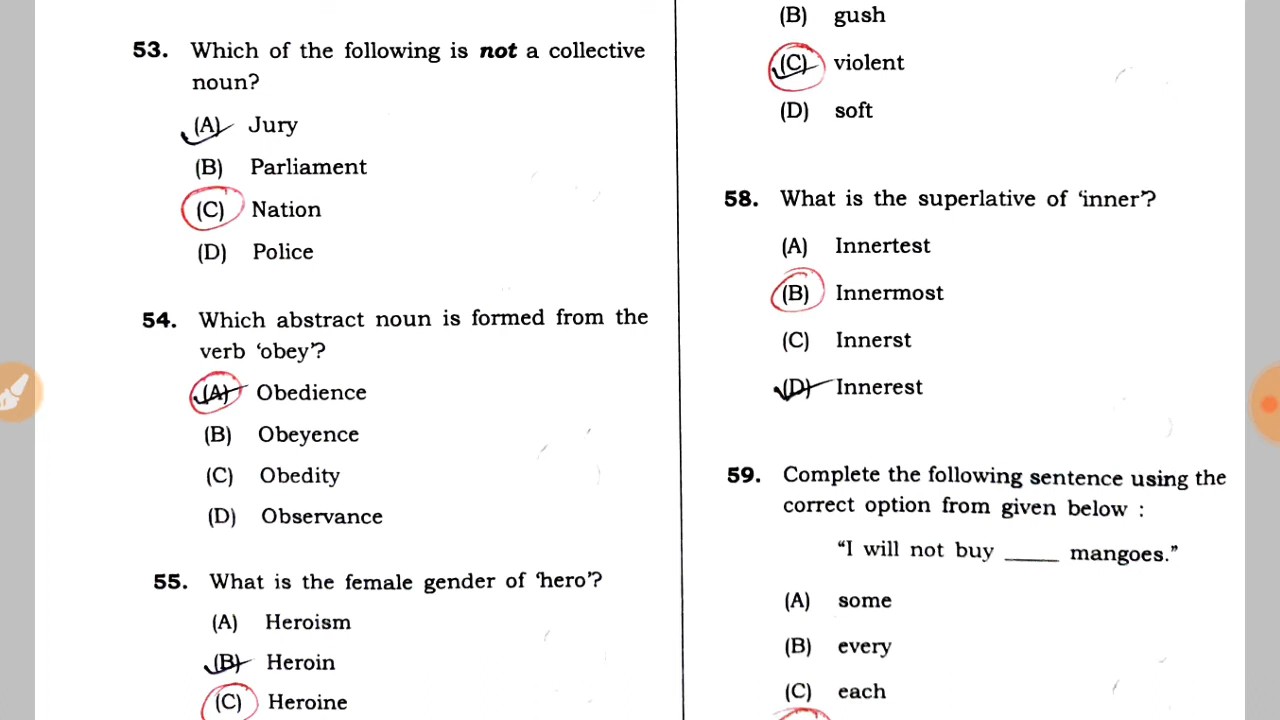 53. Which of the following is not a collective
noun?
(A) Jury
(B) Parliament
(C) Nation
(D) Police
54. Which abstract noun is formed from the
verb ‘obey’?
(A) Obedience
(B) Obeyence
(C) Obedity
(D) Observance
55. What is the female gender of ‘hero’?
(A) Heroism
(B) Heroin
(C) Heroine
(B) gush
(C) violent
(D) soft
58. What is the superlative of ‘inner’?
(A) Innertest
(B) Innermost
(C) Innerst
(D) Innerest
59. Complete the following sentence using the
correct option from given below :
“I will not buy _____ mangoes.”
(A) some
(B) every
(C) each